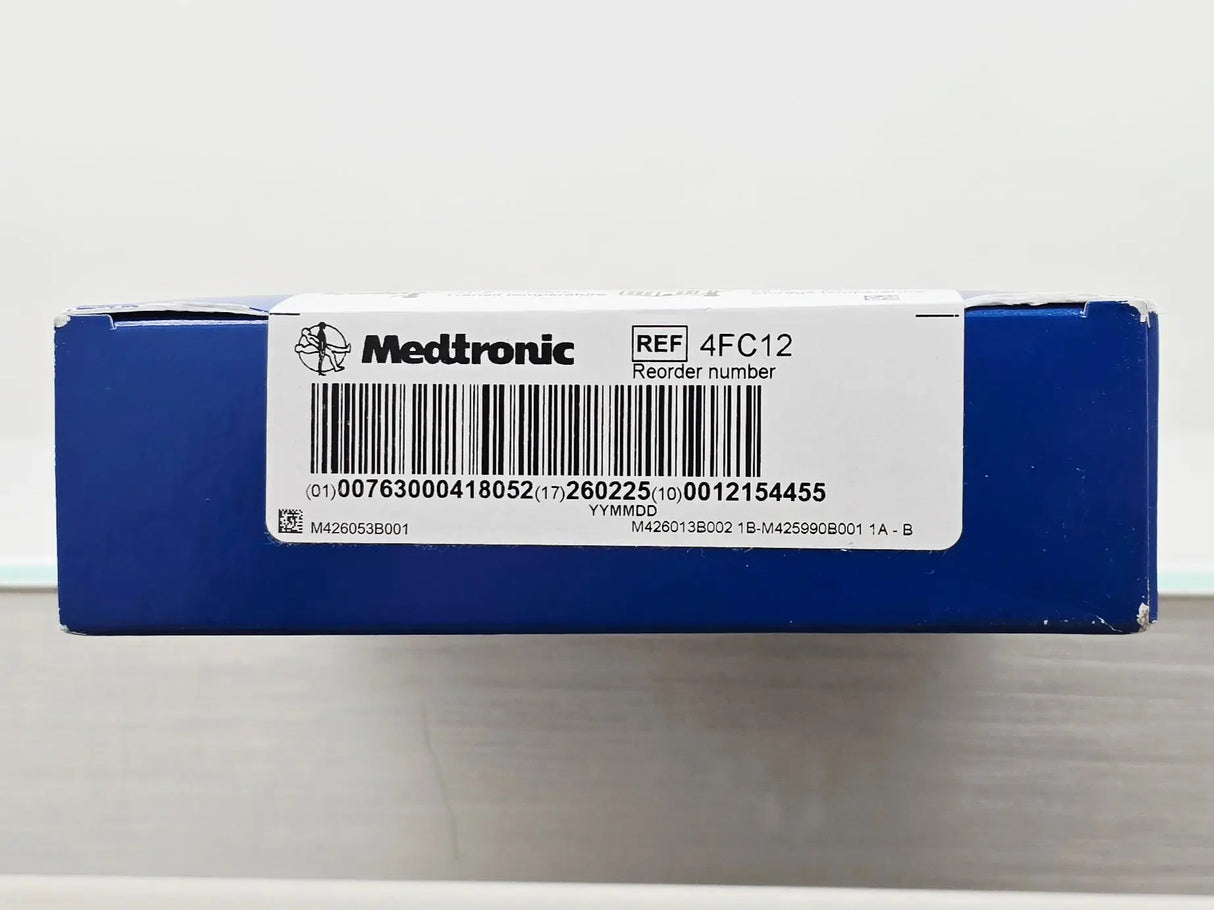 Medtronic
REF 4FC12
Reorder number
(01)00763000418052(17)260225(10)0012154455
YYMMDD
M426053B001
M426013B002 1B-M425990B001 1A - B